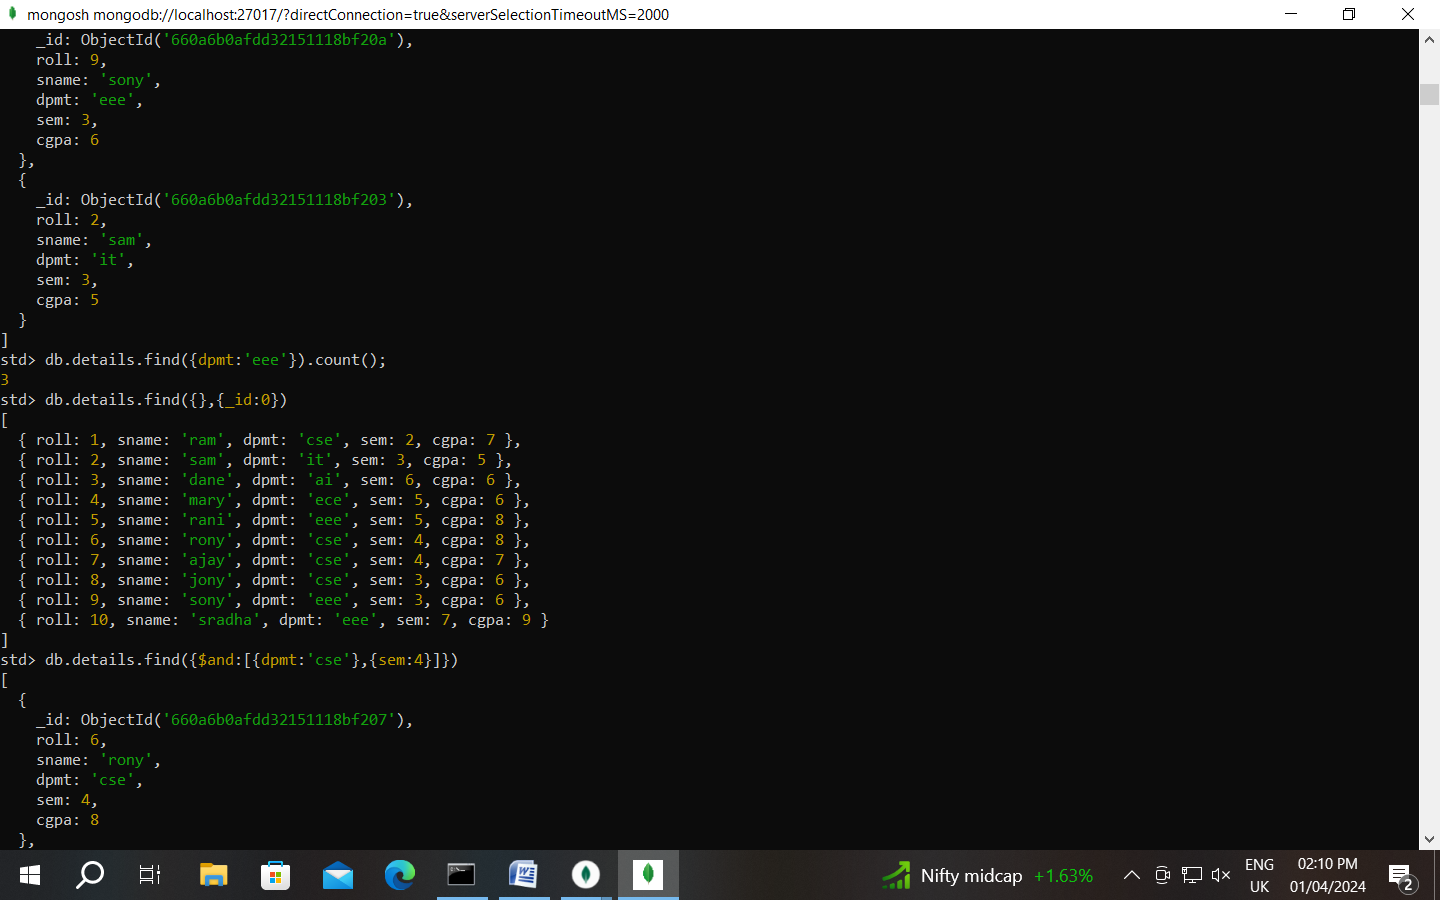 mongosh mongodb://localhost:27017/?directConnection=true&serverSelectionTimeoutMS=2000
    _id: ObjectId('660a6b0afdd32151118bf20a'),
    roll: 9,
    sname: 'sony',
    dpmt: 'eee',
    sem: 3,
    cgpa: 6
  },
  {
    _id: ObjectId('660a6b0afdd32151118bf203'),
    roll: 2,
    sname: 'sam',
    dpmt: 'it',
    sem: 3,
    cgpa: 5
  }
]
std> db.details.find({dpmt:'eee'}).count();
3
std> db.details.find({},{_id:0})
[
  { roll: 1, sname: 'ram', dpmt: 'cse', sem: 2, cgpa: 7 },
  { roll: 2, sname: 'sam', dpmt: 'it', sem: 3, cgpa: 5 },
  { roll: 3, sname: 'dane', dpmt: 'ai', sem: 6, cgpa: 6 },
  { roll: 4, sname: 'mary', dpmt: 'ece', sem: 5, cgpa: 6 },
  { roll: 5, sname: 'rani', dpmt: 'eee', sem: 5, cgpa: 8 },
  { roll: 6, sname: 'rony', dpmt: 'cse', sem: 4, cgpa: 8 },
  { roll: 7, sname: 'ajay', dpmt: 'cse', sem: 4, cgpa: 7 },
  { roll: 8, sname: 'jony', dpmt: 'cse', sem: 3, cgpa: 6 },
  { roll: 9, sname: 'sony', dpmt: 'eee', sem: 3, cgpa: 6 },
  { roll: 10, sname: 'sradha', dpmt: 'eee', sem: 7, cgpa: 9 }
]
std> db.details.find({$and:[{dpmt:'cse'},{sem:4}]})
[
  {
    _id: ObjectId('660a6b0afdd32151118bf207'),
    roll: 6,
    sname: 'rony',
    dpmt: 'cse',
    sem: 4,
    cgpa: 8
  },
Nifty midcap +1.63%
ENG
UK
02:10 PM
01/04/2024
2